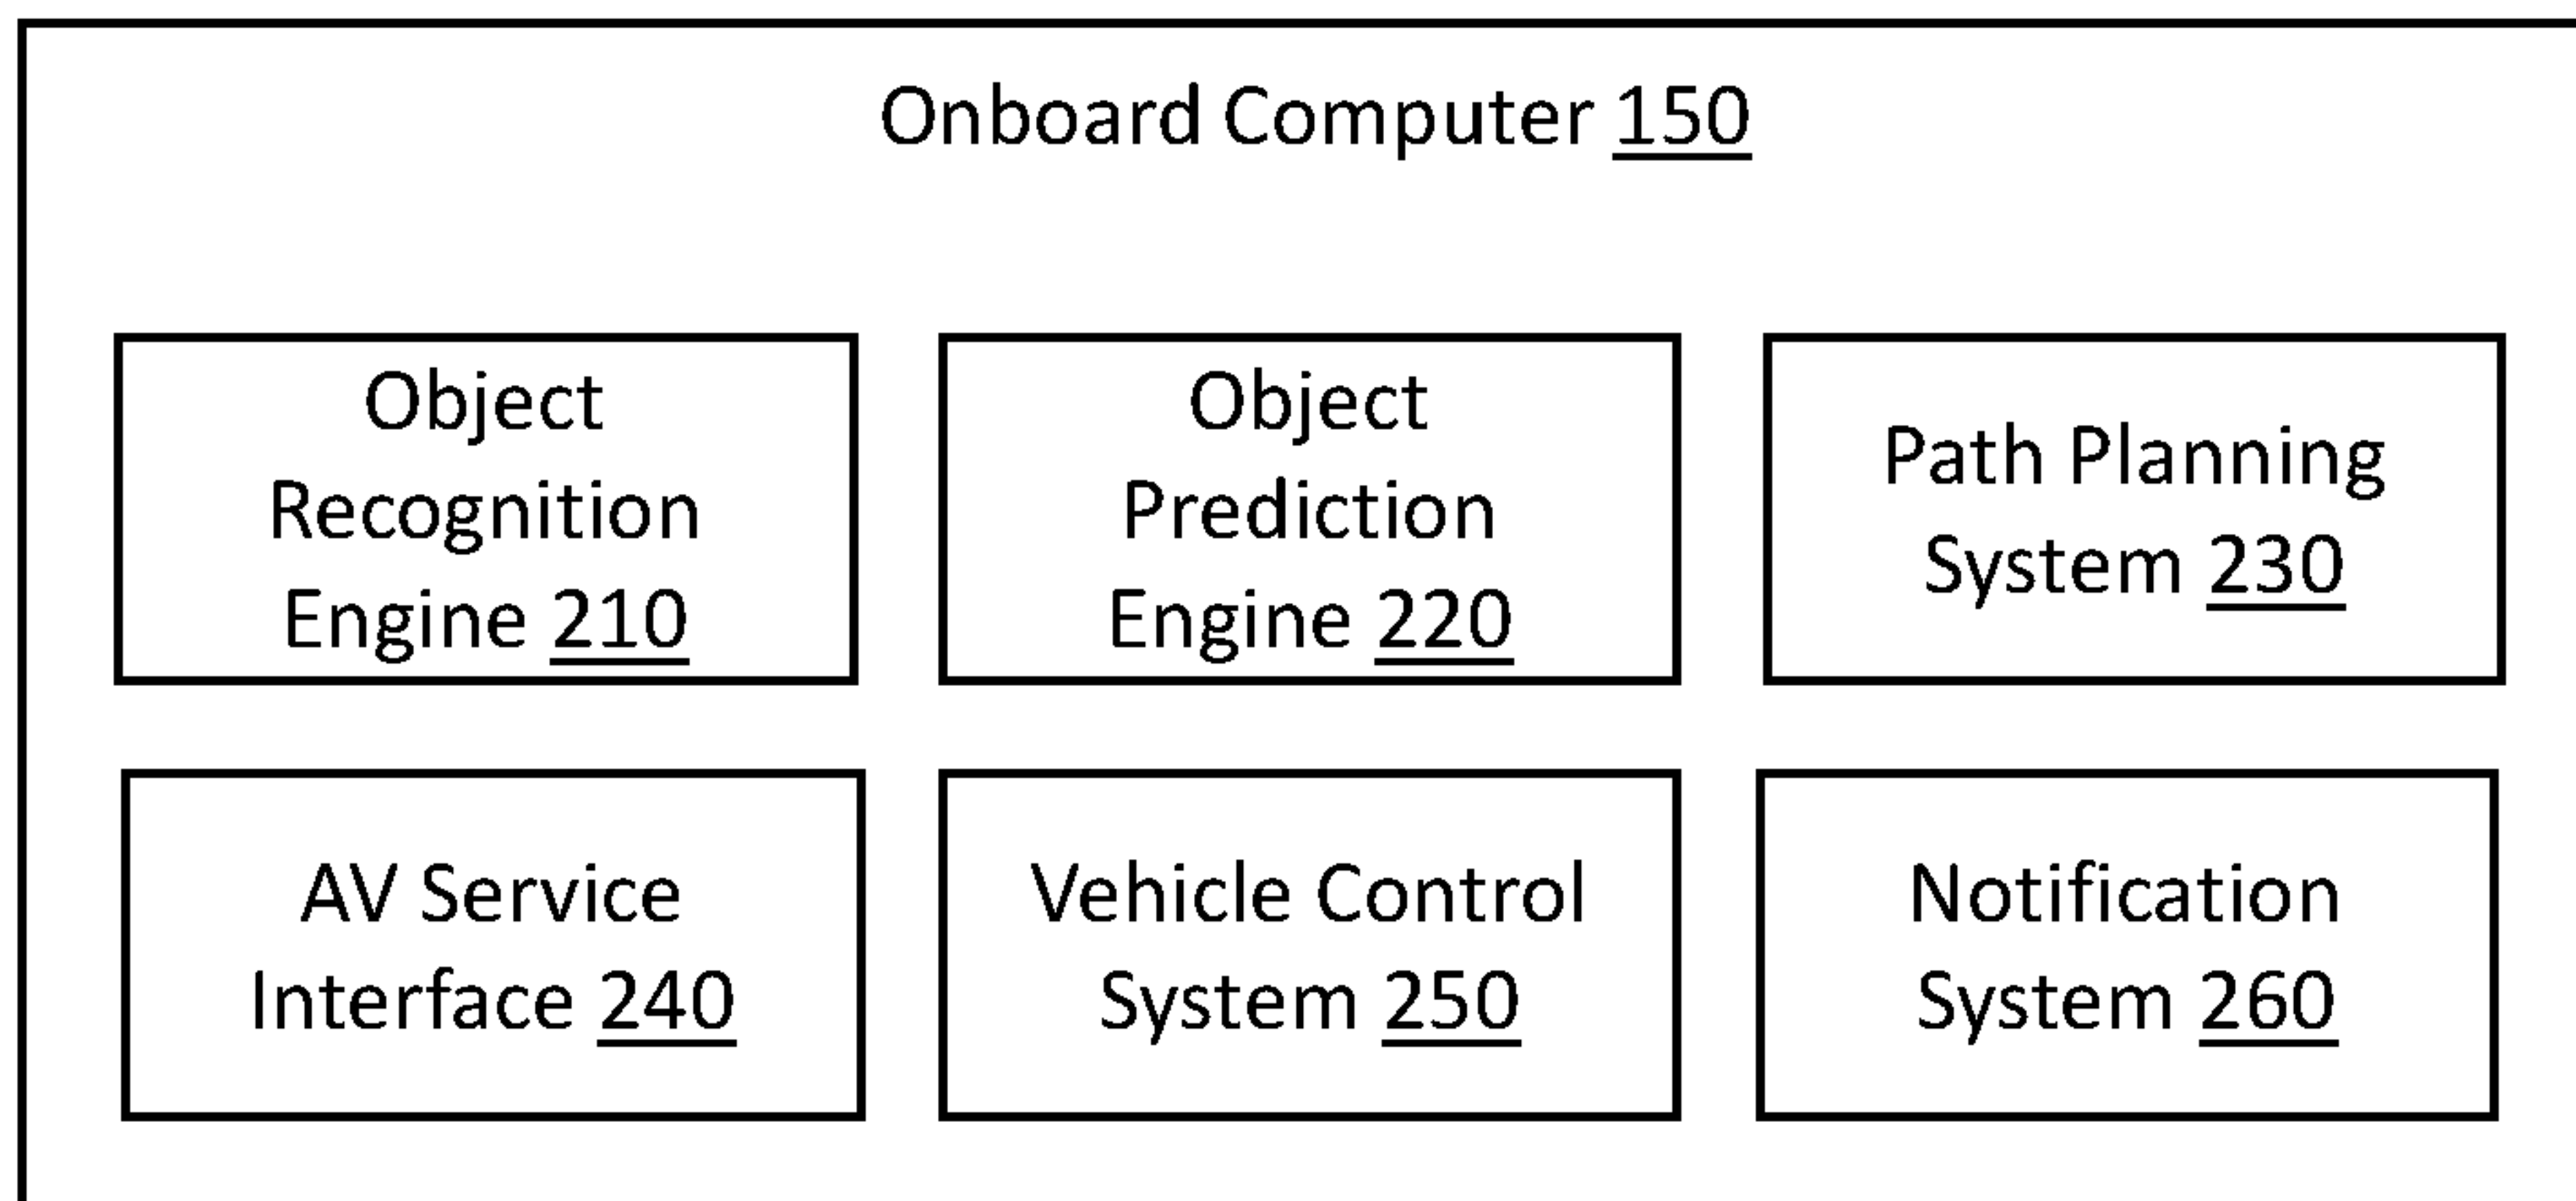 Onboard Computer 150
Object
Recognition
Engine 210
Object
Prediction
Engine 220
Path Planning
System 230
AV Service
Interface 240
Vehicle Control
System 250
Notification
System 260